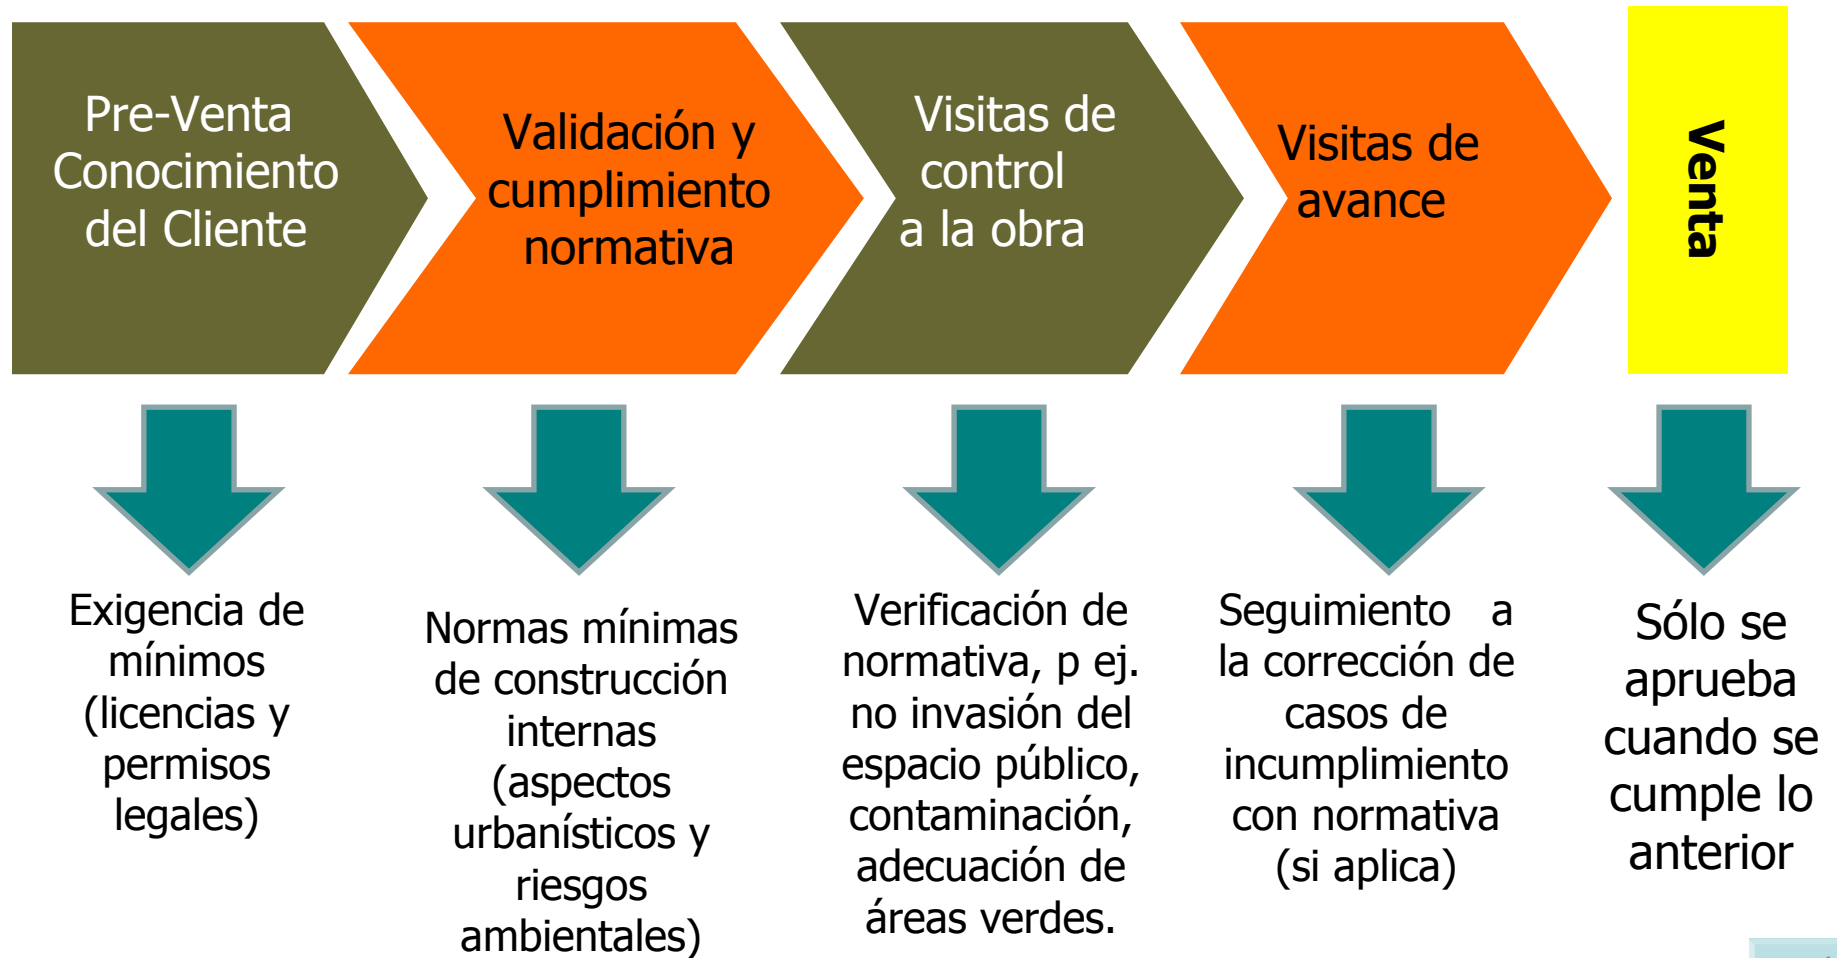 Pre-Venta
Conocimiento
del Cliente
Validación y
cumplimiento
normativa
Visitas de
control
a la obra
Visitas de
avance
Venta
Exigencia de
mínimos
(licencias y
permisos
legales)
Normas mínimas
de construcción
internas
(aspectos
urbanísticos y
riesgos
ambientales)
Verificación de
normativa, p ej.
no invasión del
espacio público,
contaminación,
adecuación de
áreas verdes.
Seguimiento a
la corrección de
casos de
incumplimiento
con normativa
(si aplica)
Sólo se
aprueba
cuando se
cumple lo
anterior